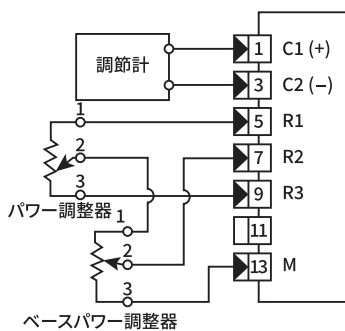 調節計
1 C1 (+)
3 C2 (−)
1
5 R1
2
7 R2
3
9 R3
パワー調整器
1
11
2
13 M
3
ベースパワー調整器